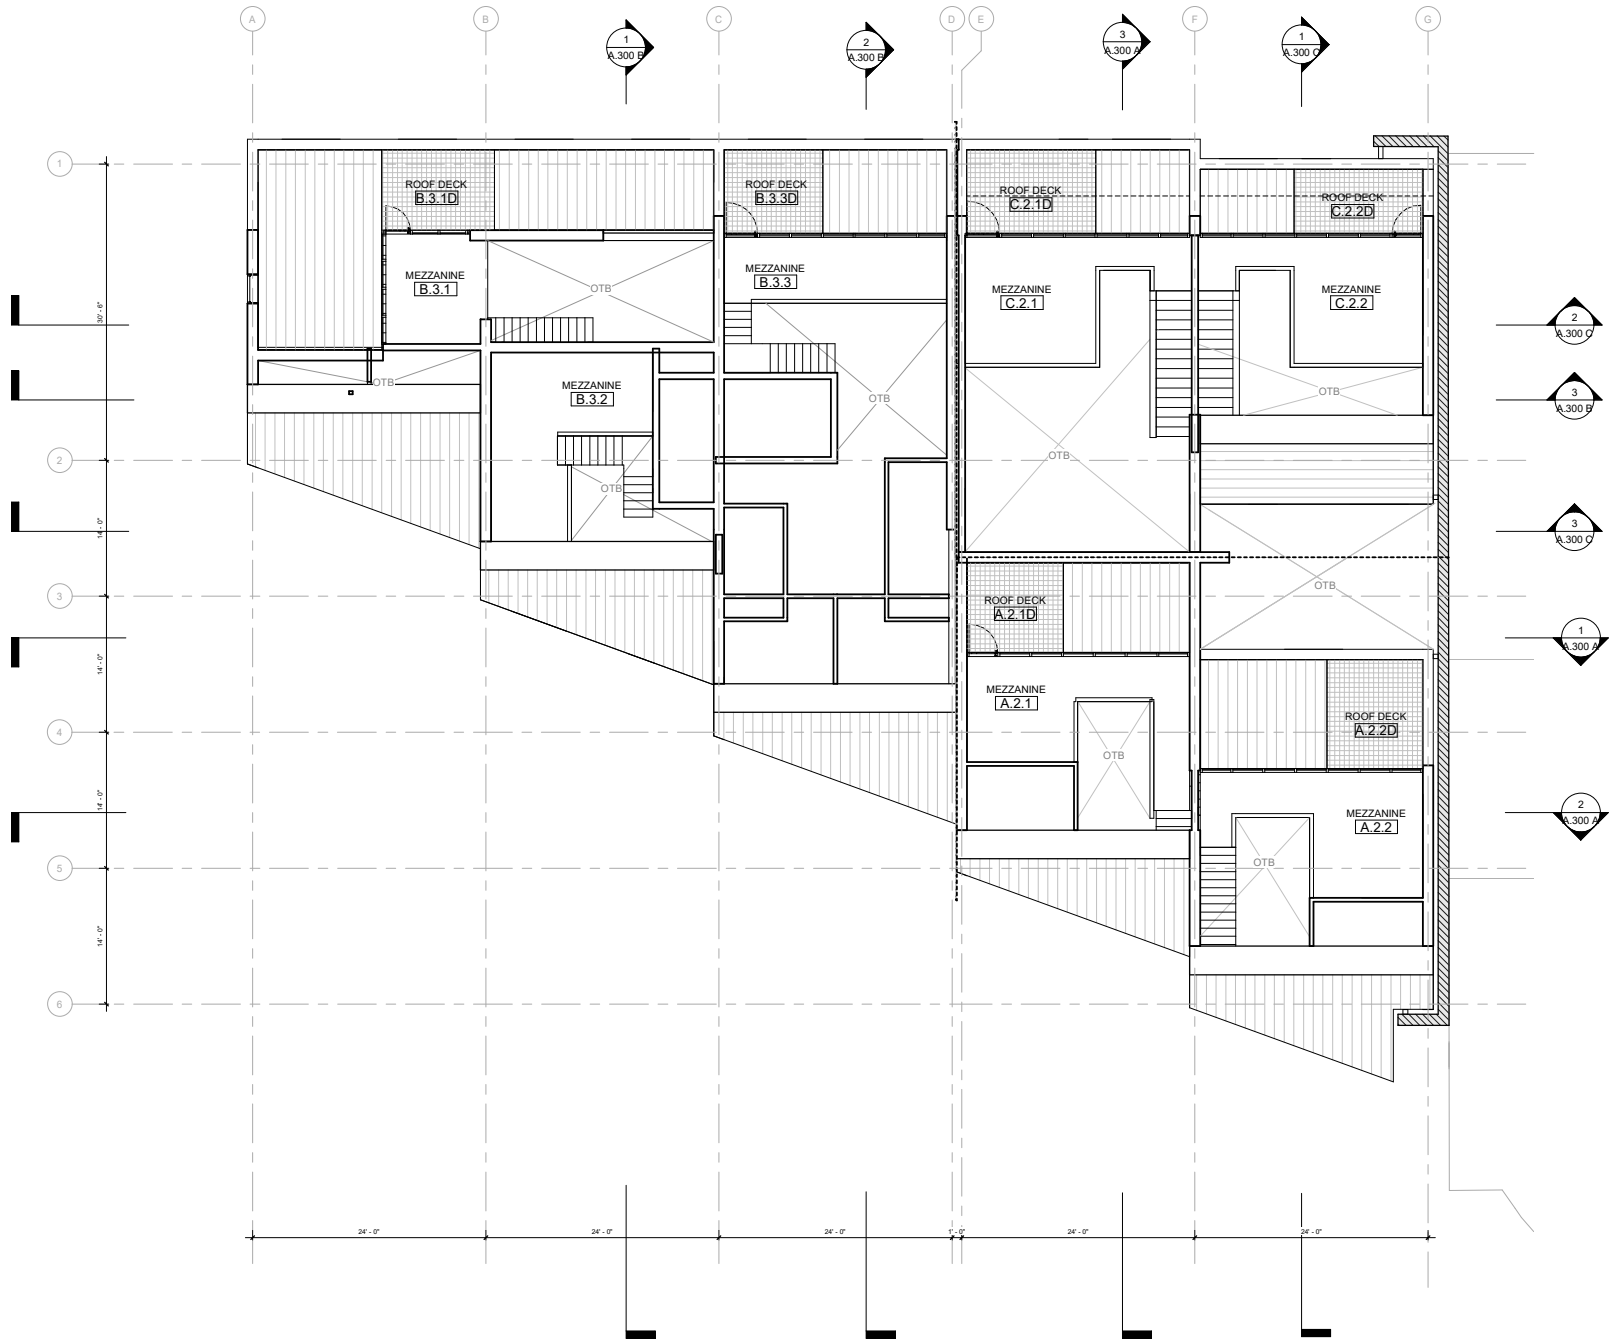 A
B
C
D
E
F
G
1
A.300 B
2
A.300 B
3
A.300 A
1
A.300 C
1
ROOF DECK
B.3.1D
ROOF DECK
B.3.3D
ROOF DECK
C.2.1D
ROOF DECK
C.2.2D
MEZZANINE
B.3.1
OTB
MEZZANINE
B.3.3
MEZZANINE
C.2.1
MEZZANINE
C.2.2
30' - 6"
2
A.300 C
OTB
MEZZANINE
B.3.2
OTB
OTB
3
A.300 B
2
OTB
OTB
14' - 0"
3
A.300 C
3
ROOF DECK
A.2.1D
OTB
14' - 0"
1
A.300 A
MEZZANINE
A.2.1
ROOF DECK
A.2.2D
4
OTB
14' - 0"
MEZZANINE
A.2.2
2
A.300 A
5
OTB
14' - 0"
6
24' - 0"
24' - 0"
24' - 0"
1' - 0"
24' - 0"
24' - 0"